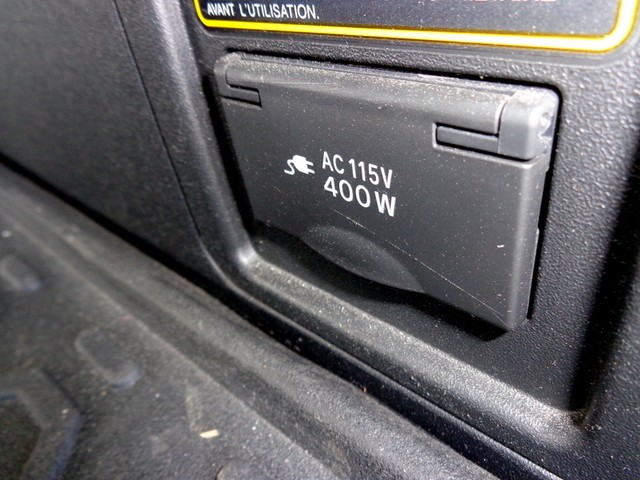 AVANT L'UTILISATION.
AC 115V
400W